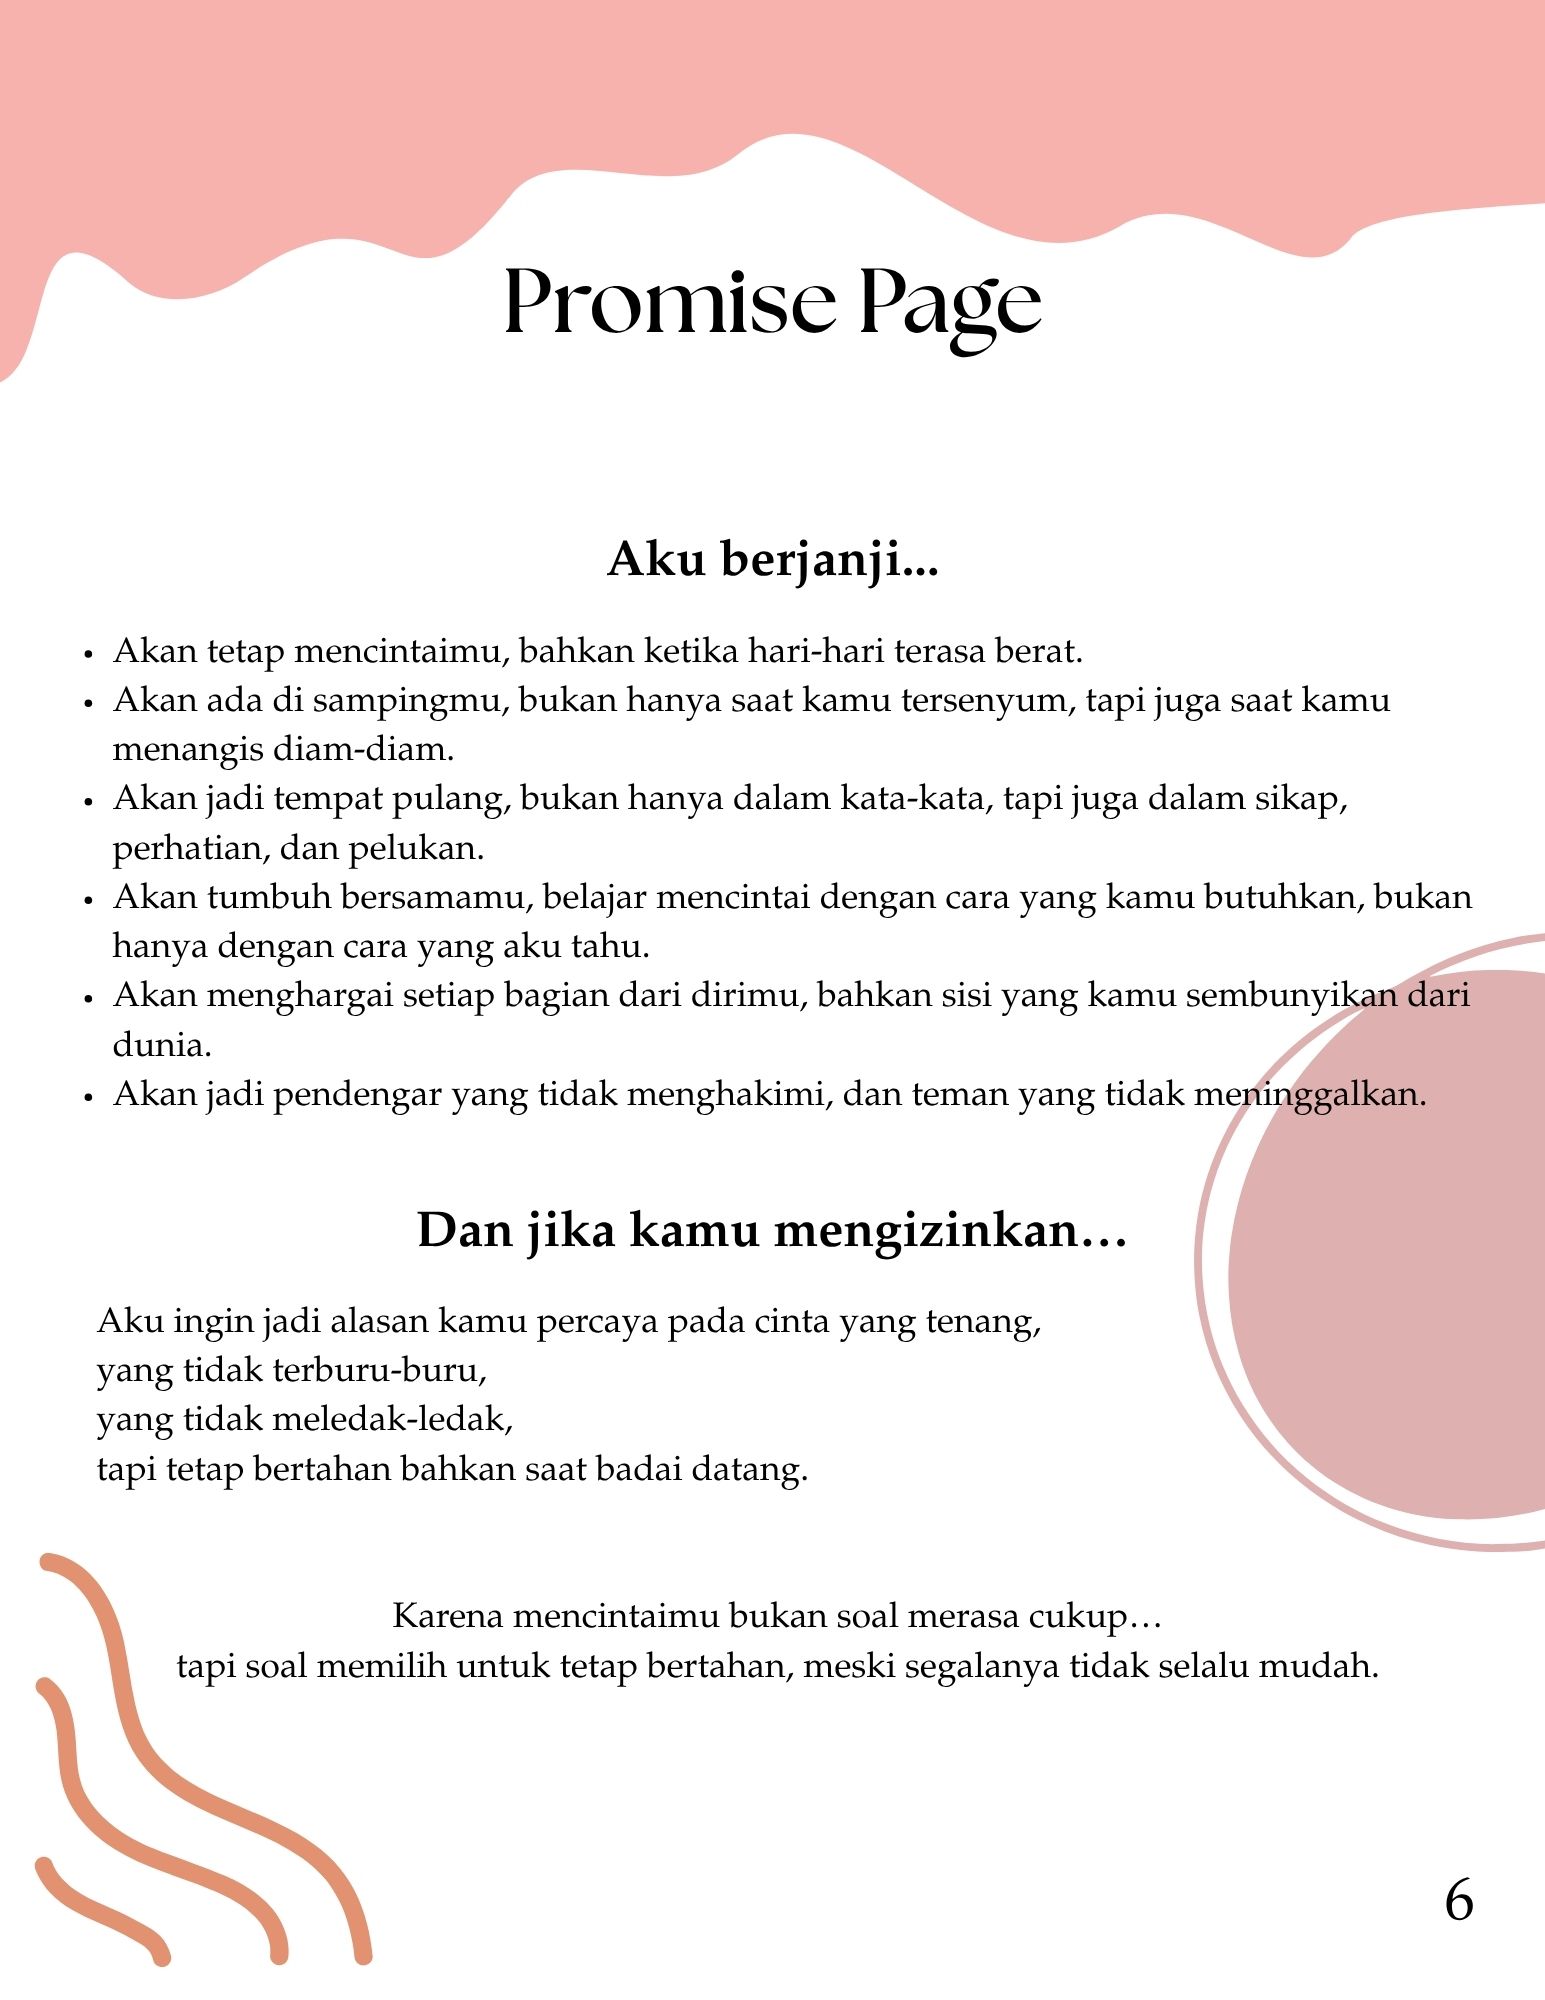 Promise Page
Aku berjanji...
• Akan tetap mencintaimu, bahkan ketika hari-hari terasa berat.
• Akan ada di sampingmu, bukan hanya saat kamu tersenyum, tapi juga saat kamu
menangis diam-diam.
• Akan jadi tempat pulang, bukan hanya dalam kata-kata, tapi juga dalam sikap,
perhatian, dan pelukan.
• Akan tumbuh bersamamu, belajar mencintai dengan cara yang kamu butuhkan, bukan
hanya dengan cara yang aku tahu.
• Akan menghargai setiap bagian dari dirimu, bahkan sisi yang kamu sembunyikan dari
dunia.
• Akan jadi pendengar yang tidak menghakimi, dan teman yang tidak meninggalkan.
Dan jika kamu mengizinkan…
Aku ingin jadi alasan kamu percaya pada cinta yang tenang,
yang tidak terburu-buru,
yang tidak meledak-ledak,
tapi tetap bertahan bahkan saat badai datang.
Karena mencintaimu bukan soal merasa cukup…
tapi soal memilih untuk tetap bertahan, meski segalanya tidak selalu mudah.
6